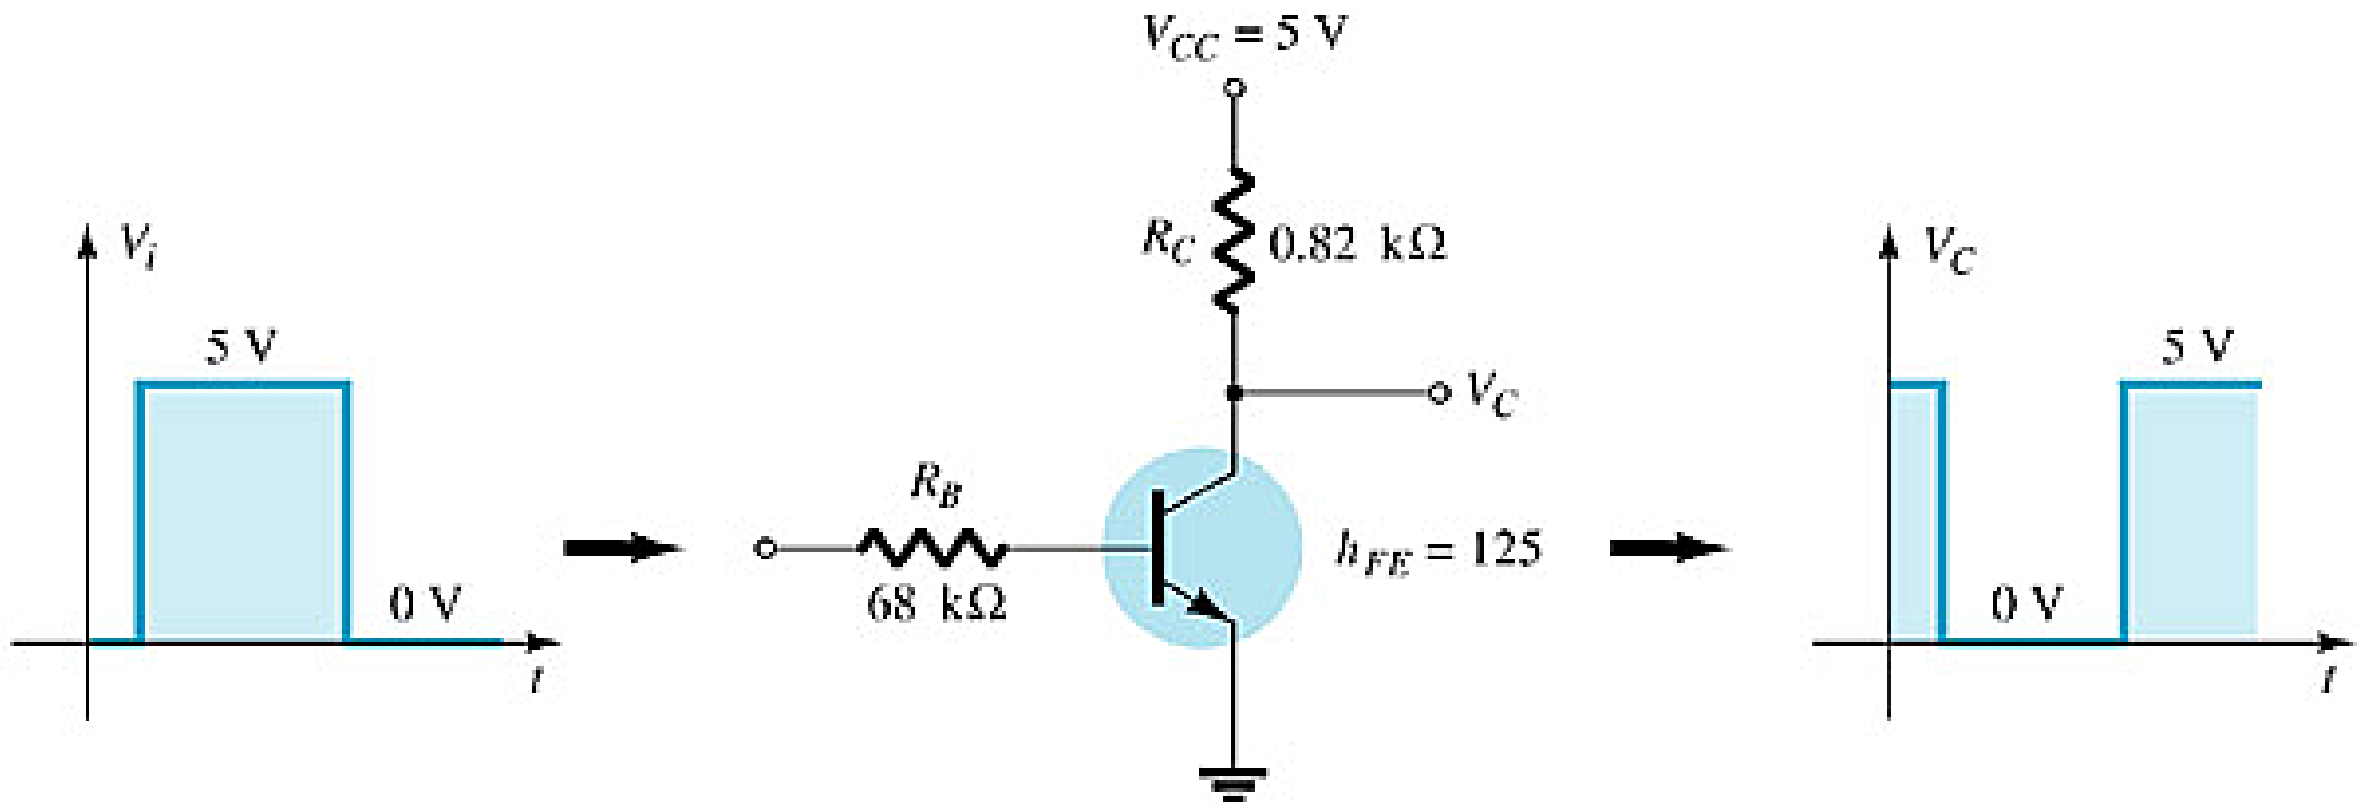 V_CC = 5 V
V_i
5 V
0 V
t
R_B
68 kΩ
R_C 0.82 kΩ
V_C
h_FE = 125
V_C
5 V
0 V
t